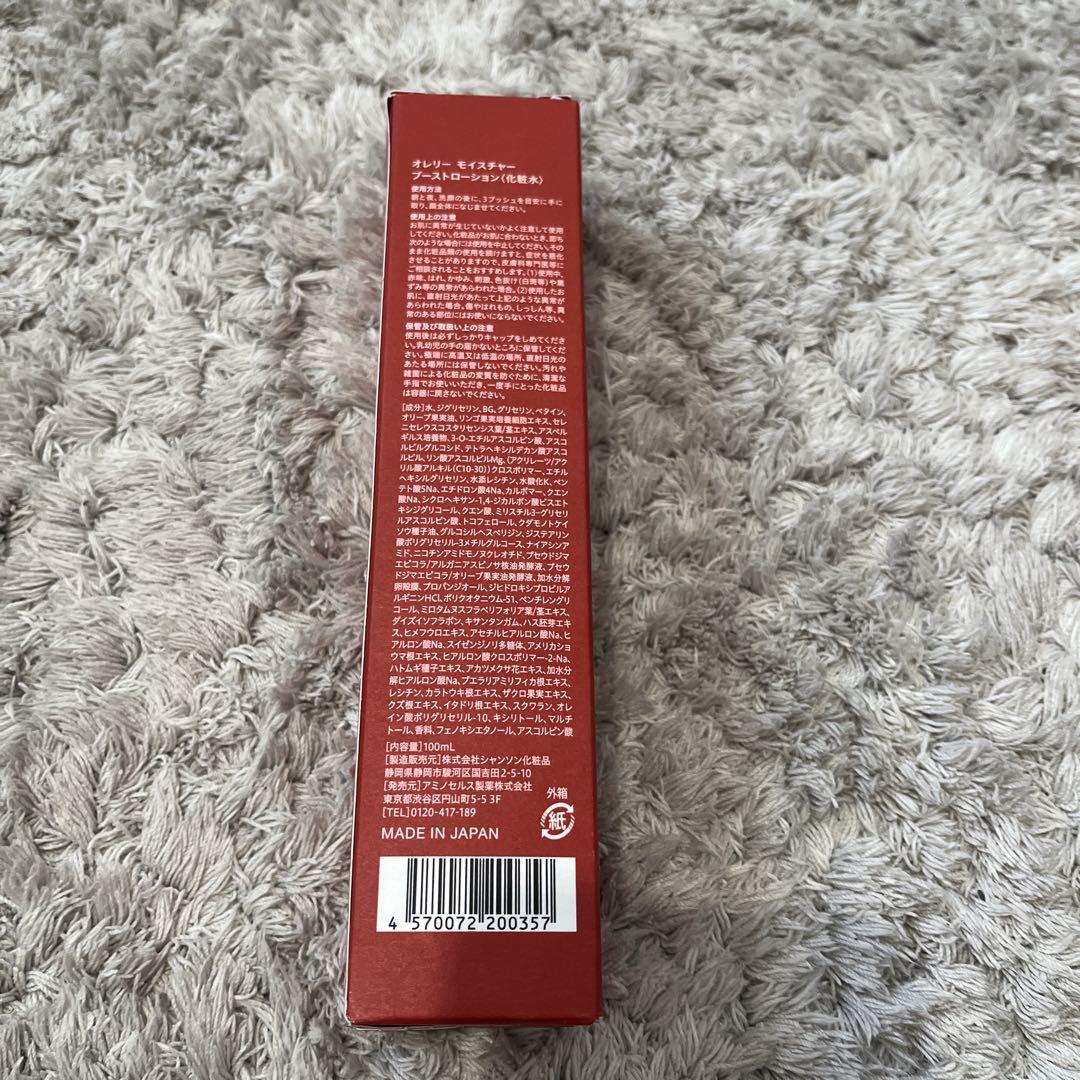 オレリー モイスチャー
ブーストローション〈化粧水〉
使用方法
朝と夜、洗顔の後に、3プッシュを目安に手に
取り、顔全体になじませてください。
使用上の注意
お肌に異常が生じていないかよく注意して使用
してください。化粧品がお肌に合わないとき、即ち
次のような場合には使用を中止してください。その
まま化粧品類の使用を続けますと、症状を悪化
させることがありますので、皮膚科専門医等に
ご相談されることをおすすめします。(1)使用中、
赤味、はれ、かゆみ、刺激、色抜け(白斑等)や黒
ずみ等の異常があらわれた場合。(2)使用したお
肌に、直射日光があたって上記のような異常が
あらわれた場合。傷やはれもの、しっしん等、異
常のある部位にはお使いにならないでください。
保管及び取扱い上の注意
使用後は必ずしっかりキャップをしめてくださ
い。乳幼児の手の届かないところに保管してくだ
さい。極端に高温又は低温の場所、直射日光の
あたる場所には保管しないでください。汚れや
雑菌による化粧品の変質を防ぐために、清潔な
手指でお使いいただき、一度手にとった化粧品
は容器に戻さないでください。
[成分]水、ジグリセリン、BG、グリセリン、ベタイン、
オリーブ果実油、リンゴ果実培養細胞エキス、セレ
ニセレウスコスタリセンシス葉/茎エキス、アスペル
ギルス培養物、3-O-エチルアスコルビン酸、アスコ
ルビルグルコシド、テトラヘキシルデカン酸アスコ
ルビル、リン酸アスコルビルMg、(アクリレーツ/アク
リル酸アルキル(C10-30))クロスポリマー、エチル
ヘキシルグリセリン、水添レシチン、水酸化K、ペン
テト酸5Na、エチドロン酸4Na、カルボマー、クエン
酸Na、シクロヘキサン-1,4-ジカルボン酸ビスエト
キシジグリコール、クエン酸、ミリスチル3-グリセリ
ルアスコルビン酸、トコフェロール、クダモノトケイ
ソウ種子油、グルコシルヘスペリジン、ジステアリン
酸ポリグリセリル-3メチルグルコース、ナイアシンア
ミド、ニコチンアミドモノヌクレオチド、プセウドジマ
エピコラ/アルガニアスピノサ核油発酵液、プセウ
ドジマエピコラ/オリーブ果実油発酵液、加水分解
卵殻膜、プロパンジオール、ジヒドロキシプロピルア
ルギニンHCl、ポリクオタニウム-51、ペンチレングリ
コール、ミロタムヌスフラベリフォリア葉/茎エキス、
ダイズイソフラボン、キサンタンガム、ハス胚芽エキ
ス、ヒメフウロエキス、アセチルヒアルロン酸Na、ヒ
アルロン酸Na、スイゼンジノリ多糖体、アメリカショ
ウマ根エキス、ヒアルロン酸クロスポリマー-2-Na、
ハトムギ種子エキス、アカツメクサ花エキス、加水分
解ヒアルロン酸Na、プエラリアミリフィカ根エキス、
レシチン、カラトウキ根エキス、ザクロ果実エキス、
クズ根エキス、イタドリ根エキス、スクワラン、オレ
イン酸ポリグリセリル-10、キシリトール、マルチ
トール、香料、フェノキシエタノール、アスコルビン酸
[内容量]100mL
[製造販売元]株式会社シャンソン化粧品
静岡県静岡市駿河区国吉田2-5-10
[発売元]アミノセルス製薬株式会社
東京都渋谷区円山町5-5 3F
[TEL]0120-417-189
外箱
紙
MADE IN JAPAN
4 570072 200357